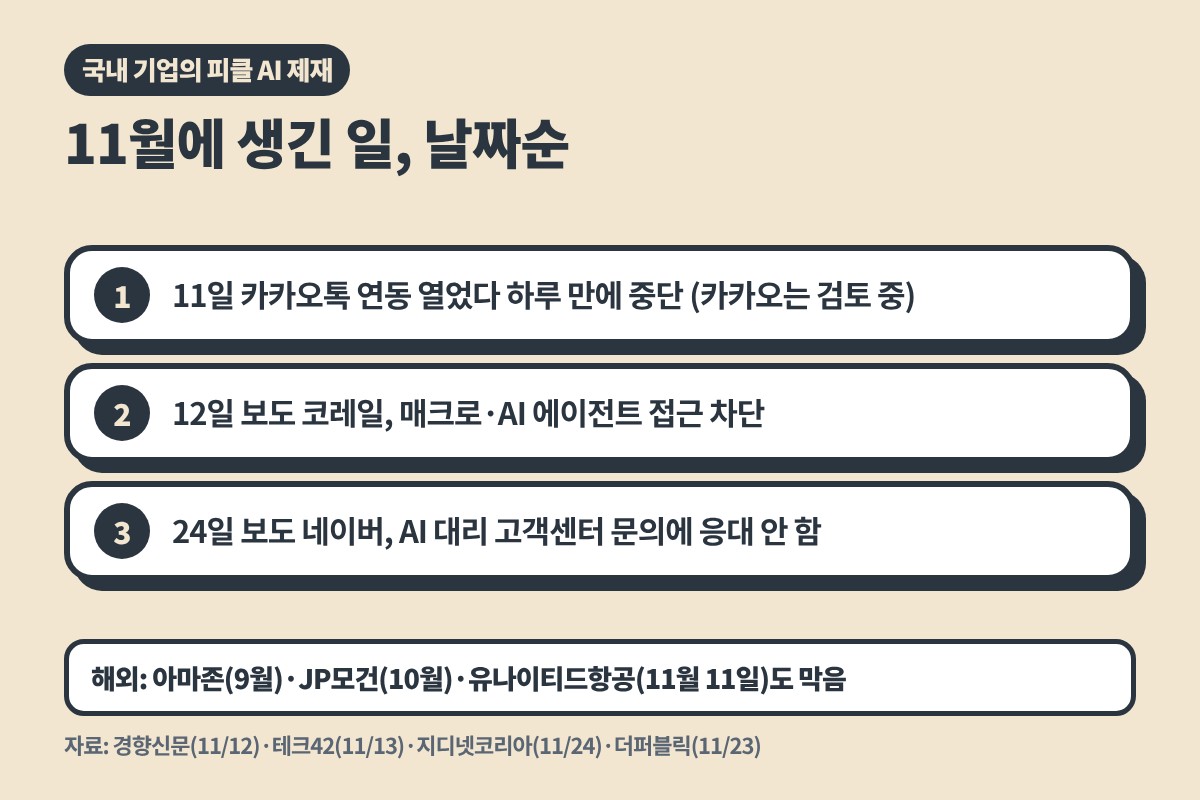 국내 기업의 피클 AI 제재
11월에 생긴 일, 날짜순
1 11일 카카오톡 연동 열었다 하루 만에 중단 (카카오는 검토 중)
2 12일 보도 코레일, 매크로·AI 에이전트 접근 차단
3 24일 보도 네이버, AI 대리 고객센터 문의에 응대 안 함
해외: 아마존(9월)·JP모건(10월)·유나이티드항공(11월 11일)도 막음
자료: 경향신문(11/12)·테크42(11/13)·지디넷코리아(11/24)·더퍼블릭(11/23)